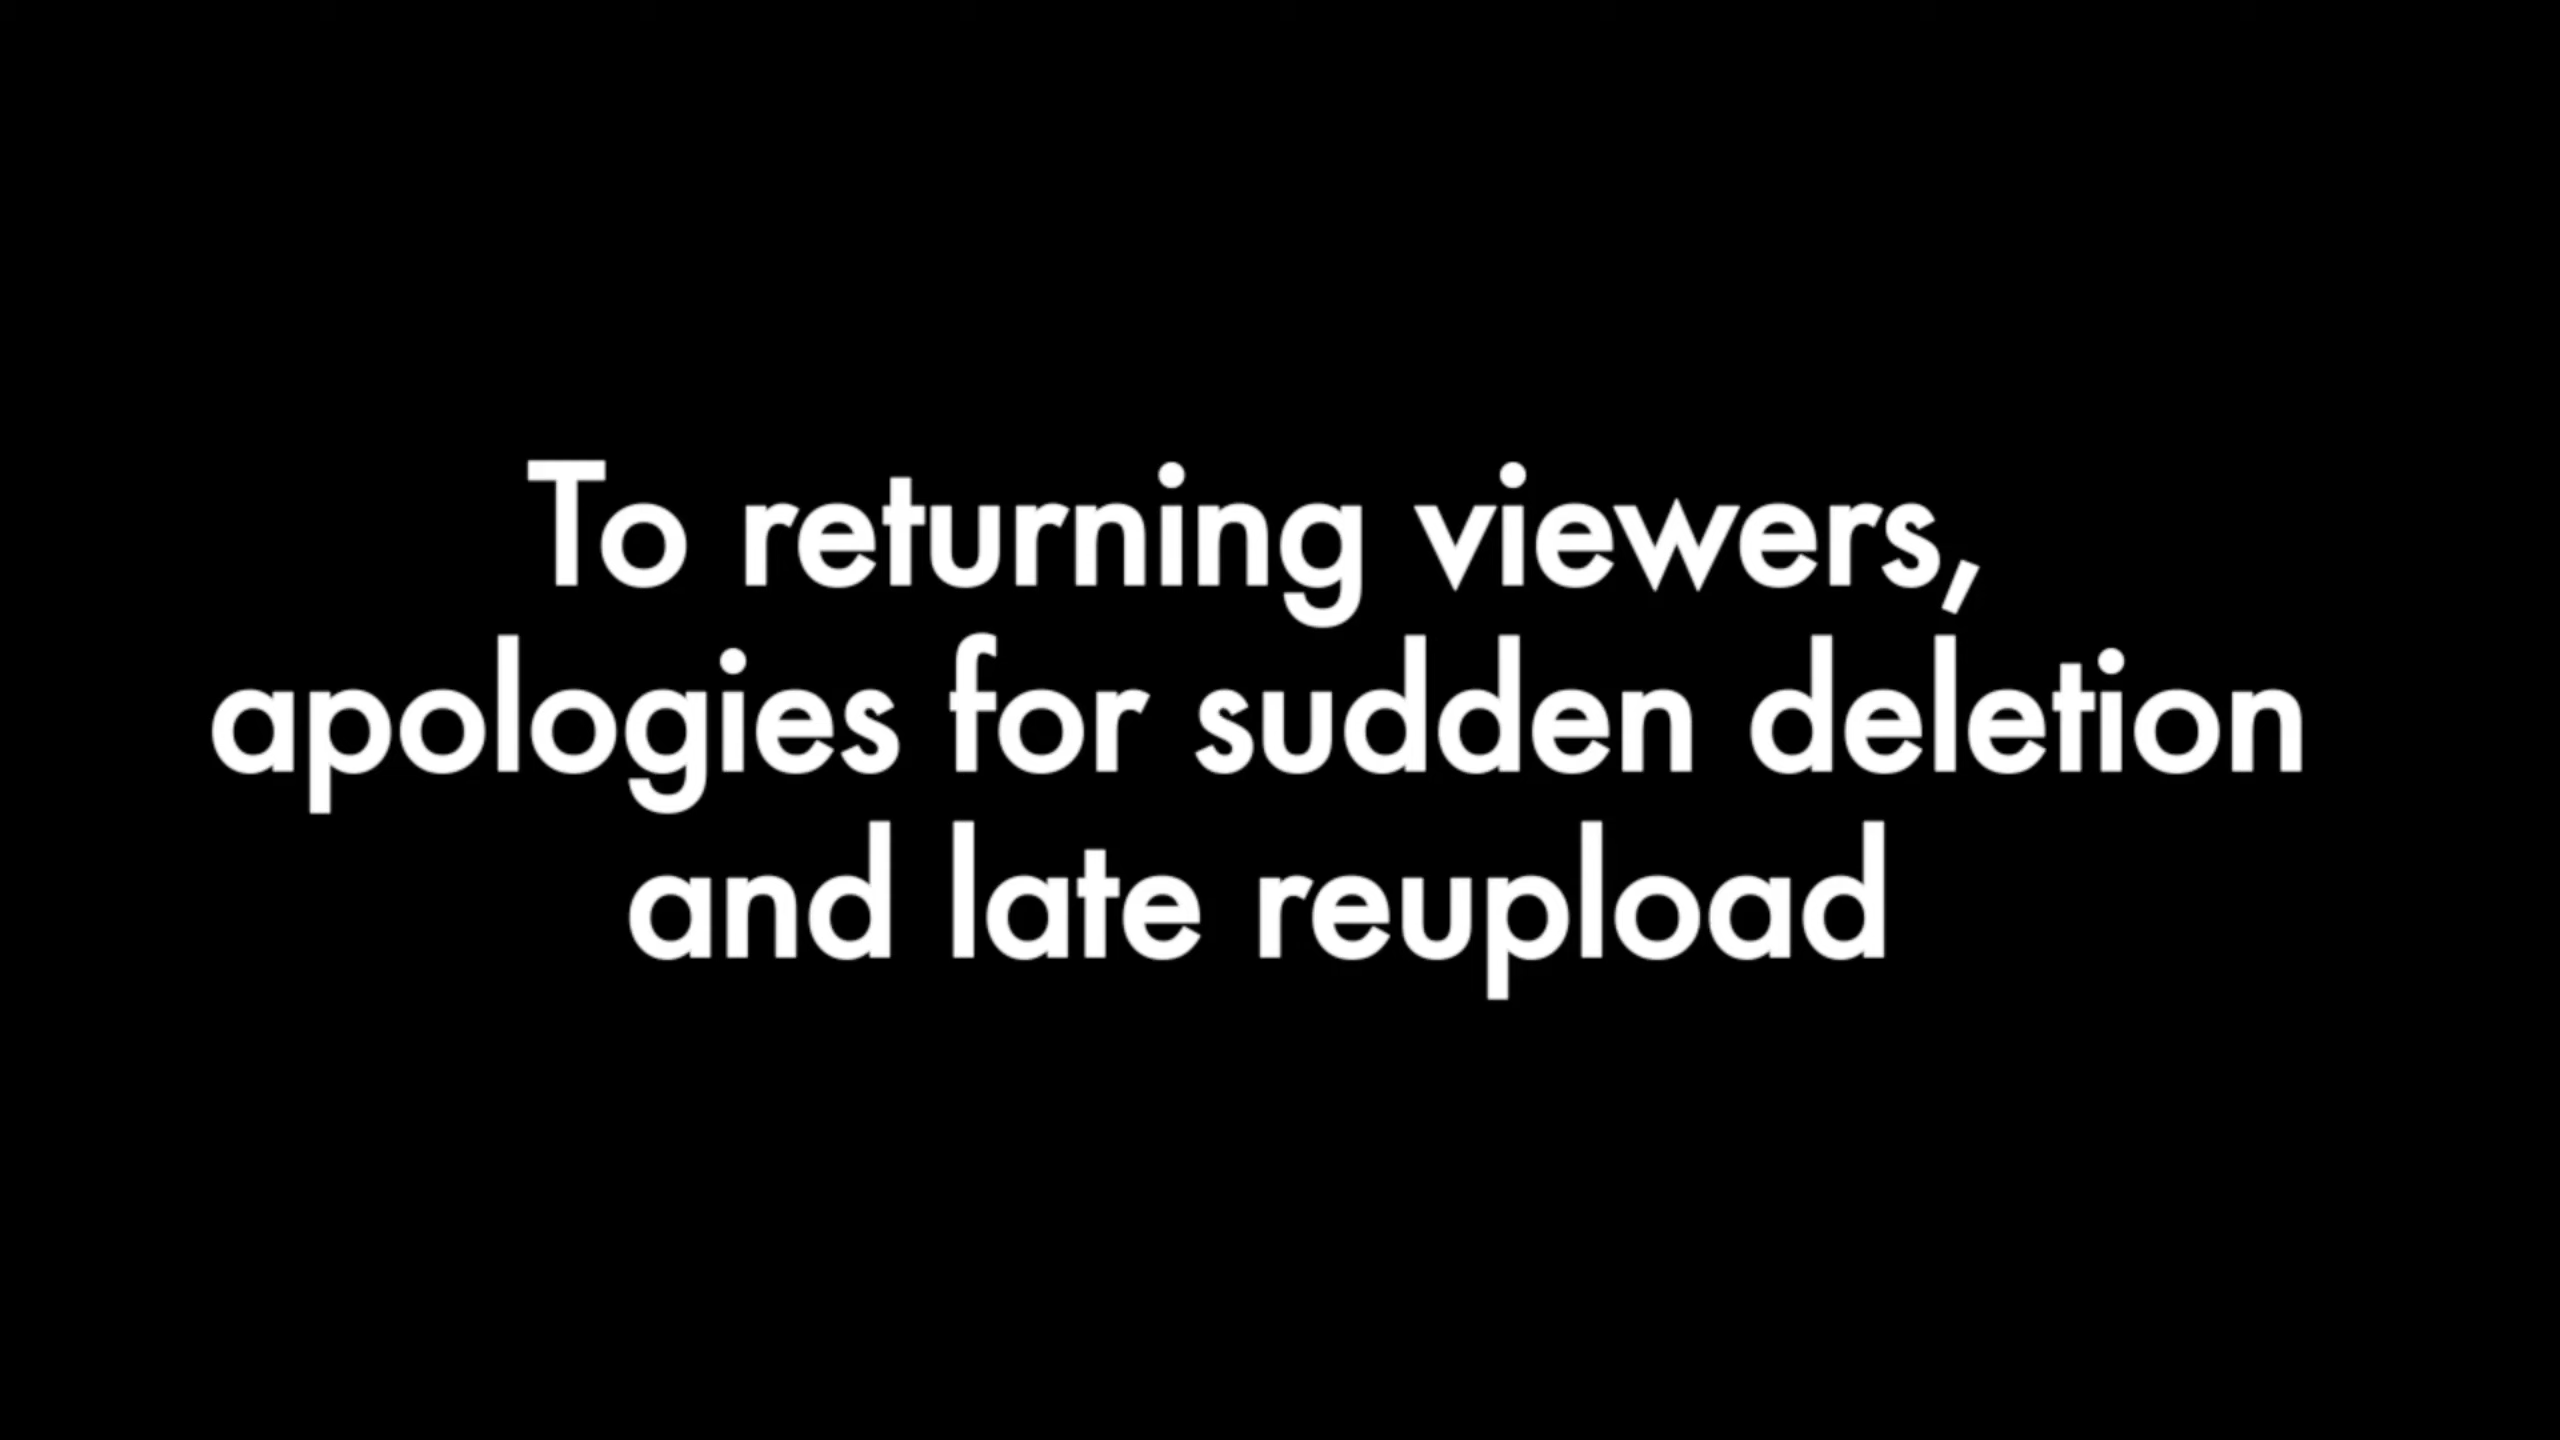 To returning viewers,
apologies for sudden deletion
and late reupload